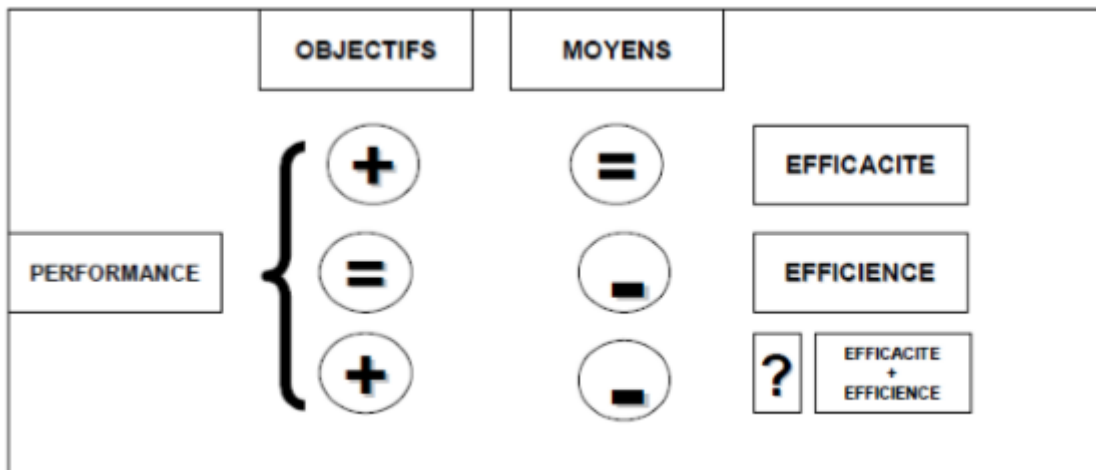 OBJECTIFS MOYENS
+ = EFFICACITE
PERFORMANCE = - EFFICIENCE
+ - ? EFFICACITE
+
EFFICIENCE